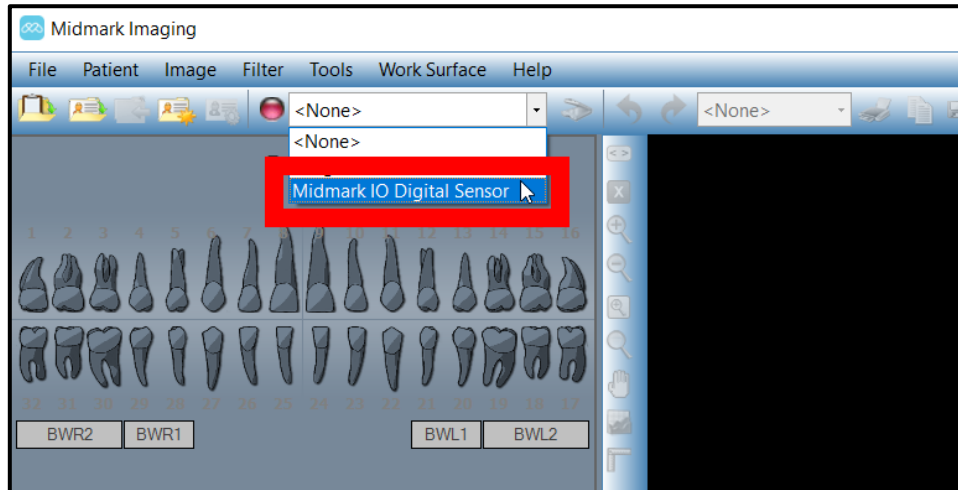 Midmark Imaging
File Patient Image Filter Tools Work Surface Help
<None> <None>
<None>
Midmark IO Digital Sensor
1 2 3 4 5 6 7 8 9 10 11 12 13 14 15 16
32 31 30 29 28 27 26 25 24 23 22 21 20 19 18 17
BWR2 BWR1 BWL1 BWL2